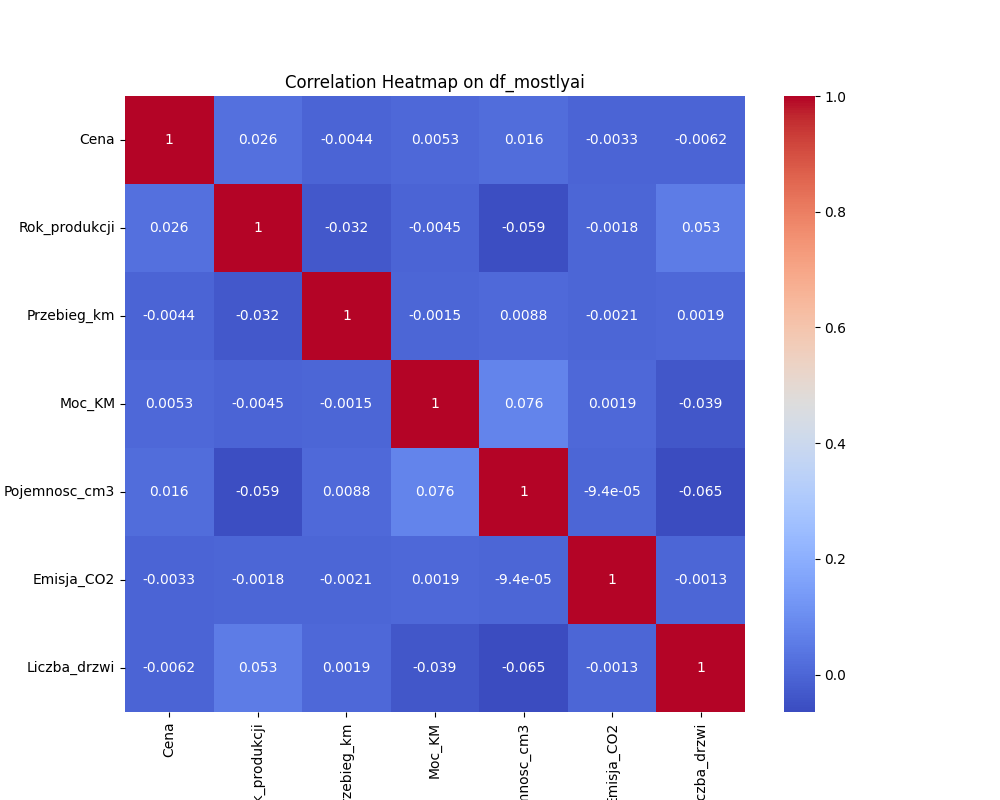 Correlation Heatmap on df_mostlyai
Cena 1 0.026 -0.0044 0.0053 0.016 -0.0033 -0.0062
Rok_produkcji 0.026 1 -0.032 -0.0045 -0.059 -0.0018 0.053
Przebieg_km -0.0044 -0.032 1 -0.0015 0.0088 -0.0021 0.0019
Moc_KM 0.0053 -0.0045 -0.0015 1 0.076 0.0019 -0.039
Pojemnosc_cm3 0.016 -0.059 0.0088 0.076 1 -9.4e-05 -0.065
Emisja_CO2 -0.0033 -0.0018 -0.0021 0.0019 -9.4e-05 1 -0.0013
Liczba_drzwi -0.0062 0.053 0.0019 -0.039 -0.065 -0.0013 1
Cena
k_produkcji
rzebieg_km
Moc_KM
mnosc_cm3
Emisja_CO2
czba_drzwi
1.0
0.8
0.6
0.4
0.2
0.0